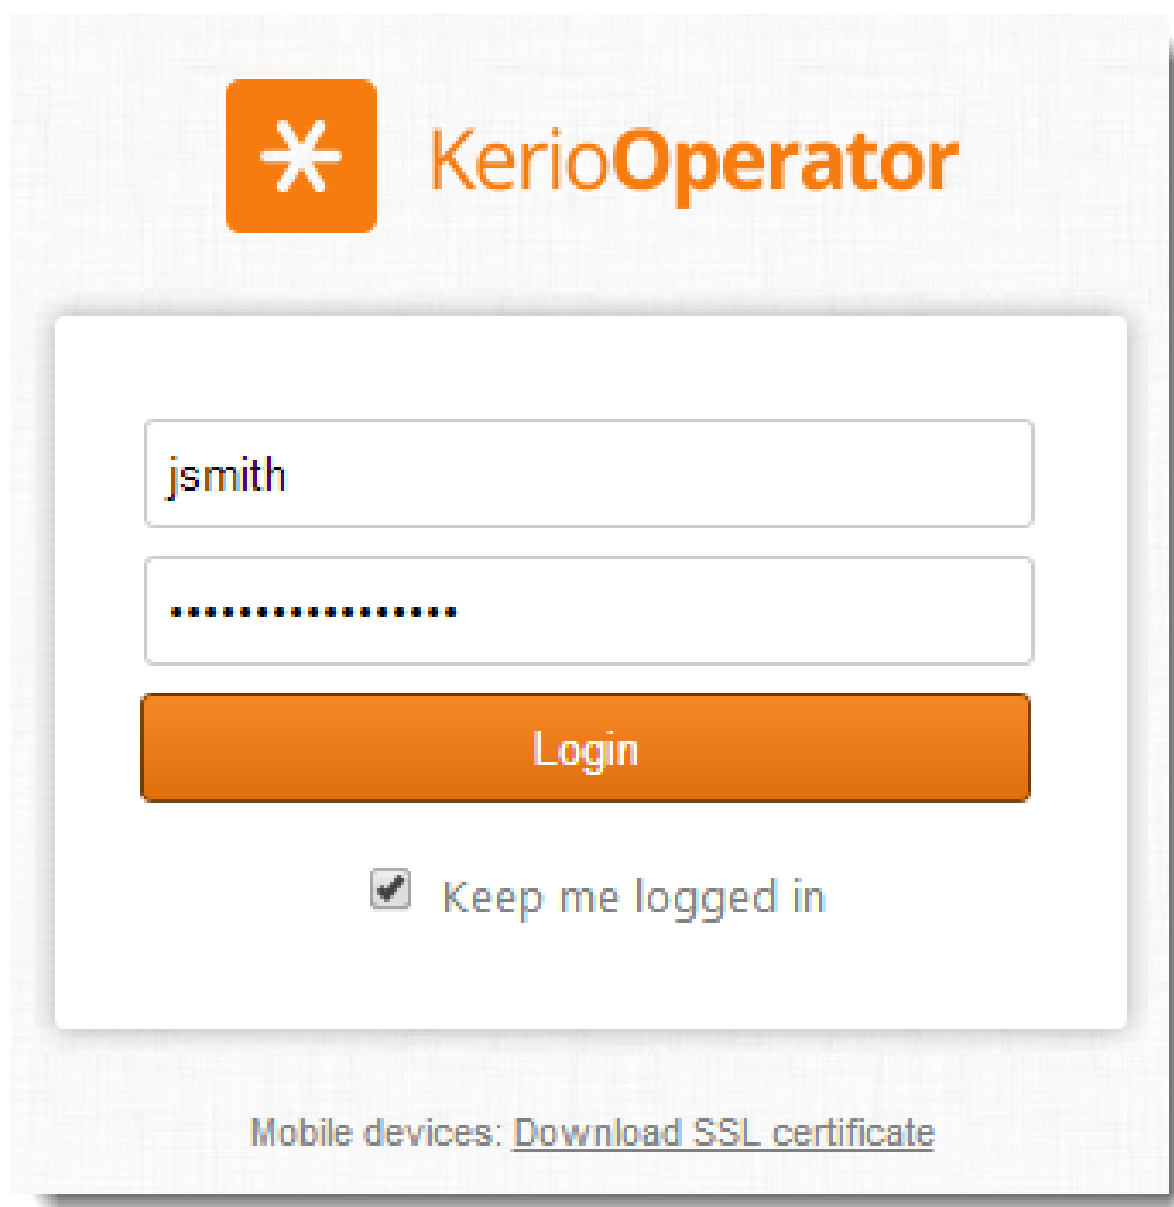 KerioOperator
jsmith
•••••••••••••••••
Login
Keep me logged in
Mobile devices: Download SSL certificate